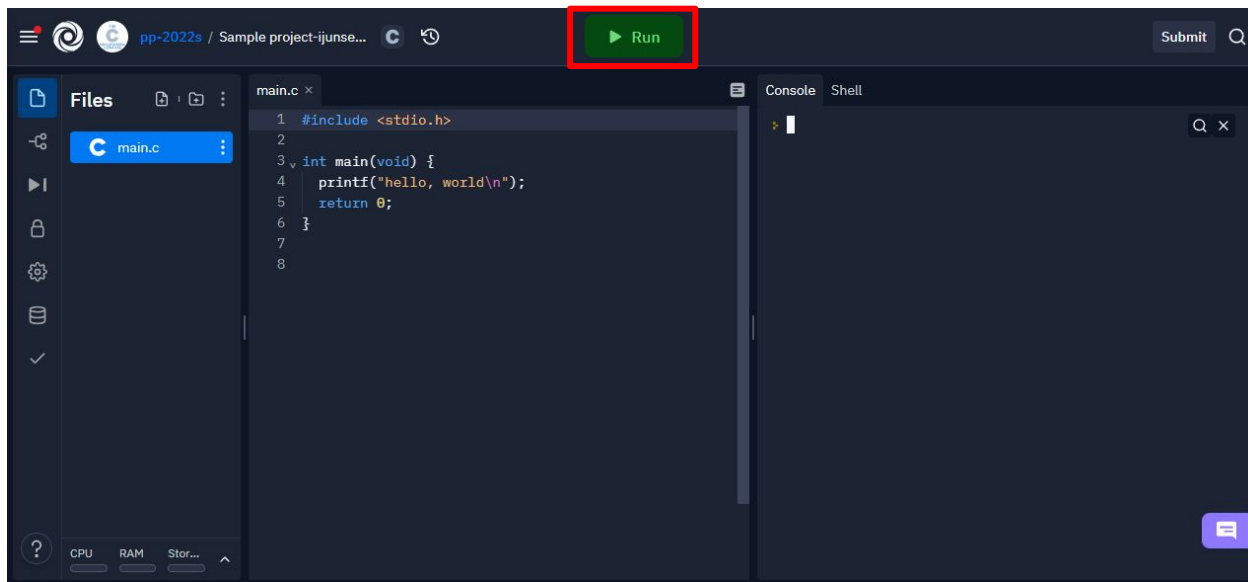 pp-2022s / Sample project-ijunse... C
Run
Submit
Files
C main.c
main.c ×
1 #include <stdio.h>
2
3 int main(void) {
4 printf("hello, world\n");
5 return 0;
6 }
7
8
Console Shell
?
CPU RAM Stor...